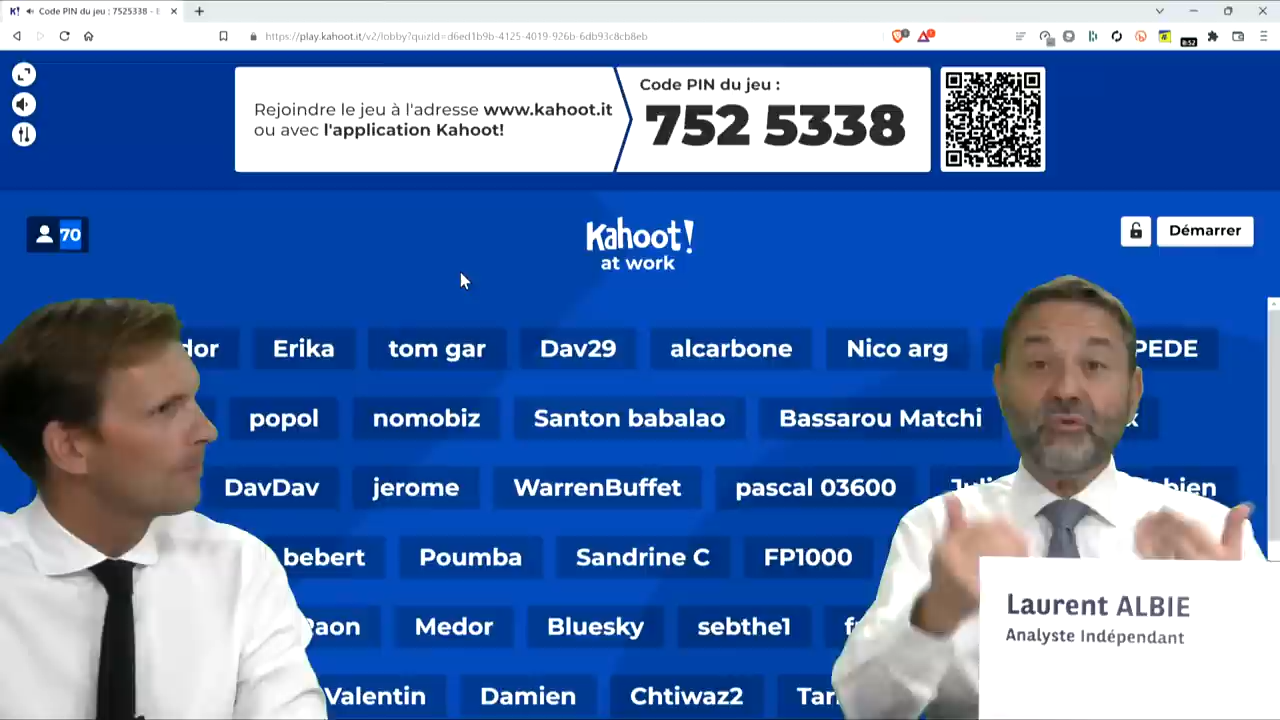 Code PIN du jeu : 7525338
https://play.kahoot.it/v2/lobby?quizId=d6ed1b9b-4125-4019-926b-6db93c8cb8eb
Rejoindre le jeu à l'adresse www.kahoot.it
ou avec l'application Kahoot!
Code PIN du jeu :
752 5338
70
Kahoot!
at work
Démarrer
dor Erika tom gar Dav29 alcarbone Nico arg PEDE
popol nomobiz Santon babalao Bassarou Matchi x
DavDav jerome WarrenBuffet pascal 03600
bebert Poumba Sandrine C FP1000
Raon Medor Bluesky sebthe1
Valentin Damien Chtiwaz2
Laurent ALBIE
Analyste Indépendant